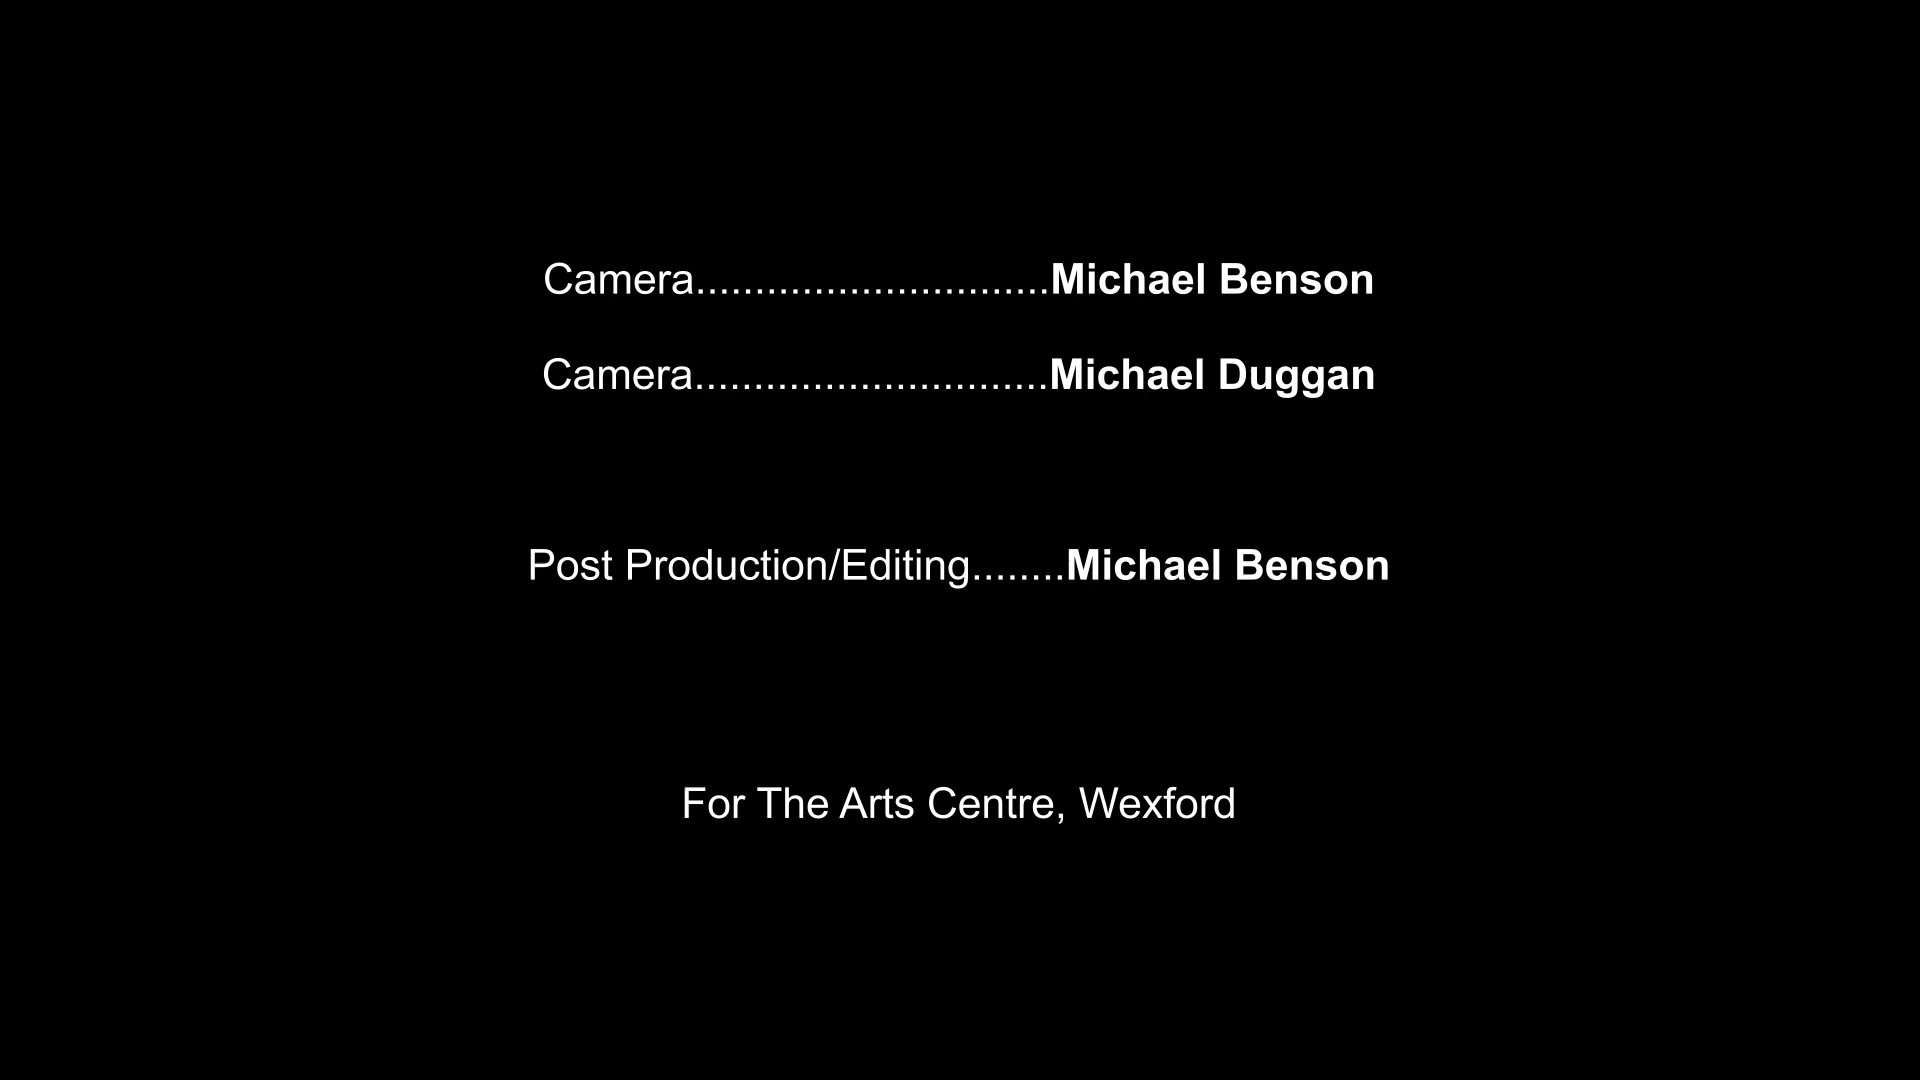 Camera..............................Michael Benson
Camera..............................Michael Duggan
Post Production/Editing........Michael Benson
For The Arts Centre, Wexford